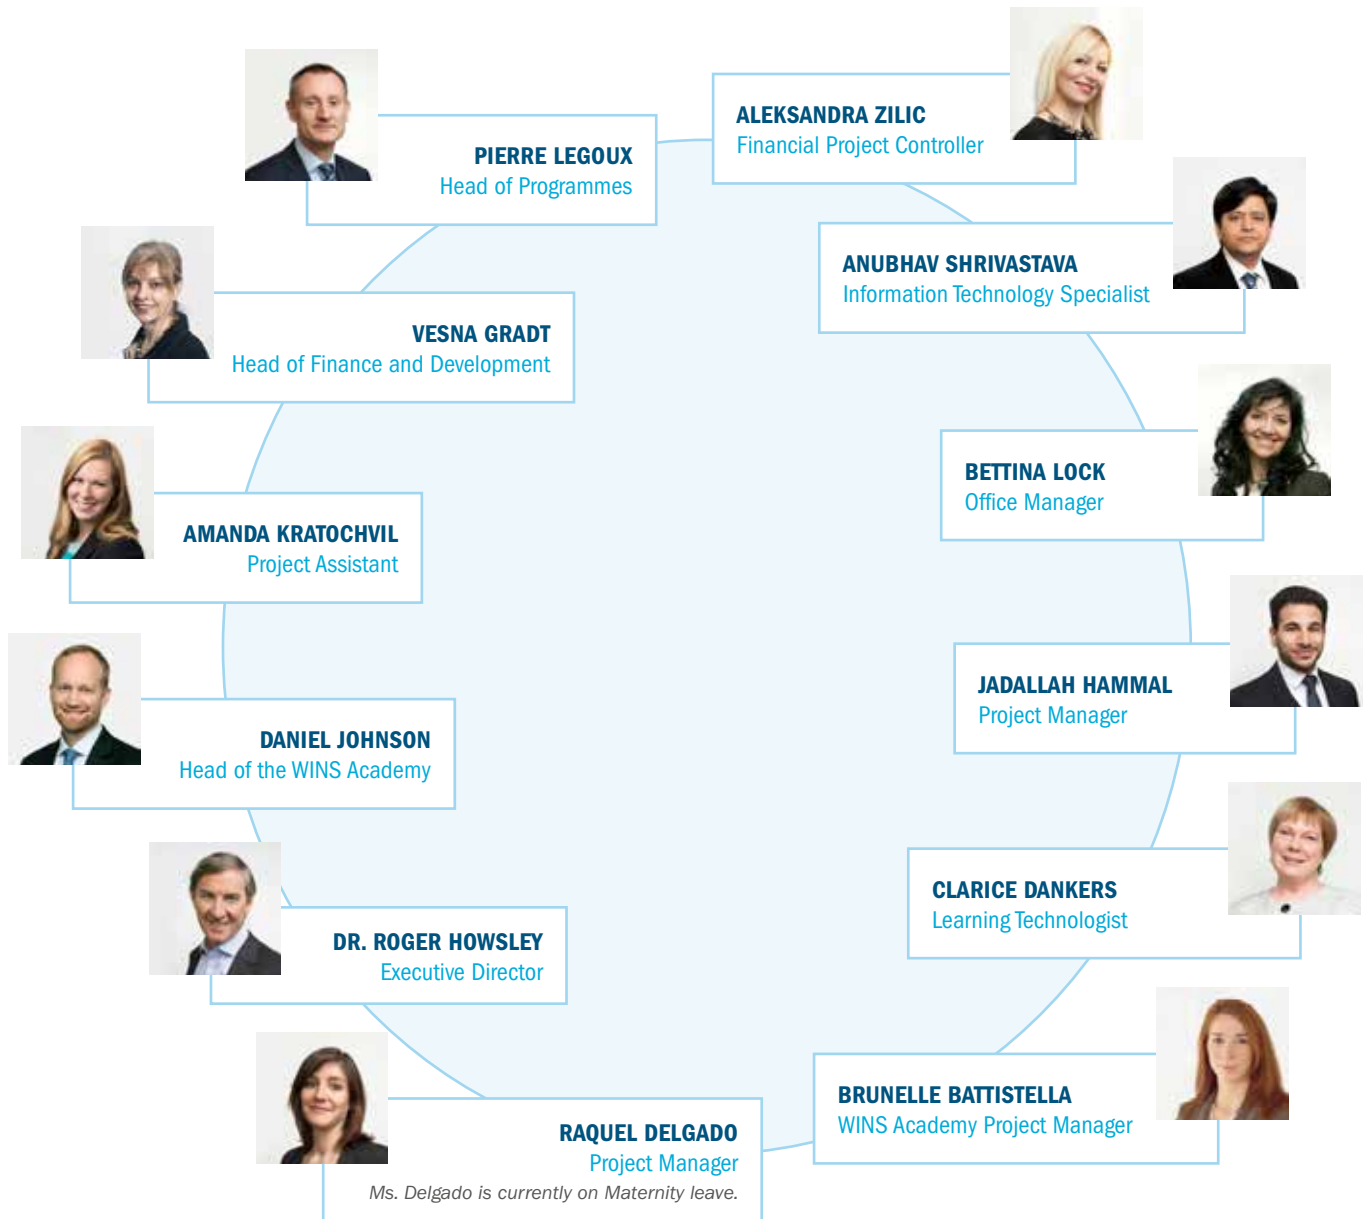 PIERRE LEGOUX
Head of Programmes
ALEKSANDRA ZILIC
Financial Project Controller
ANUBHAV SHRIVASTAVA
Information Technology Specialist
VESNA GRADT
Head of Finance and Development
BETTINA LOCK
Office Manager
AMANDA KRATOCHVIL
Project Assistant
JADALLAH HAMMAL
Project Manager
DANIEL JOHNSON
Head of the WINS Academy
CLARICE DANKERS
Learning Technologist
DR. ROGER HOWSLEY
Executive Director
BRUNELLE BATTISTELLA
WINS Academy Project Manager
RAQUEL DELGADO
Project Manager
Ms. Delgado is currently on Maternity leave.